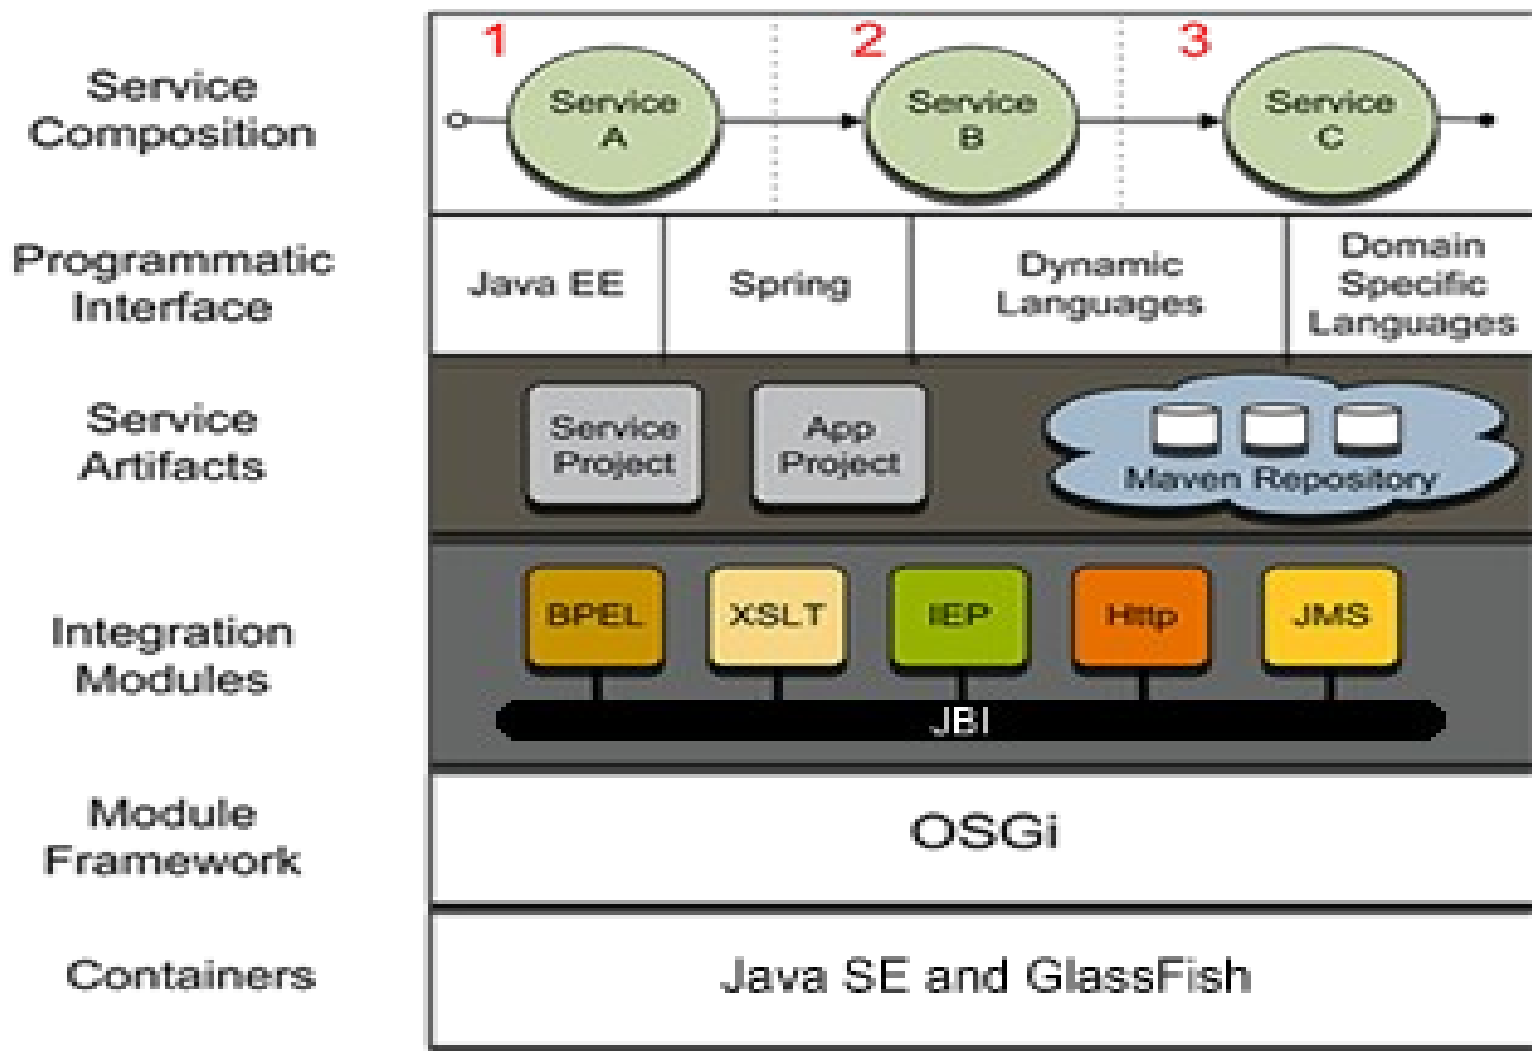 Service
Composition
1
2
3
Service
A
Service
B
Service
C
Programmatic
Interface
Java EE
Spring
Dynamic
Languages
Domain
Specific
Languages
Service
Artifacts
Service
Project
App
Project
Maven Repository
Integration
Modules
BPEL
XSLT
IEP
Http
JMS
JBI
Module
Framework
OSGi
Containers
Java SE and GlassFish